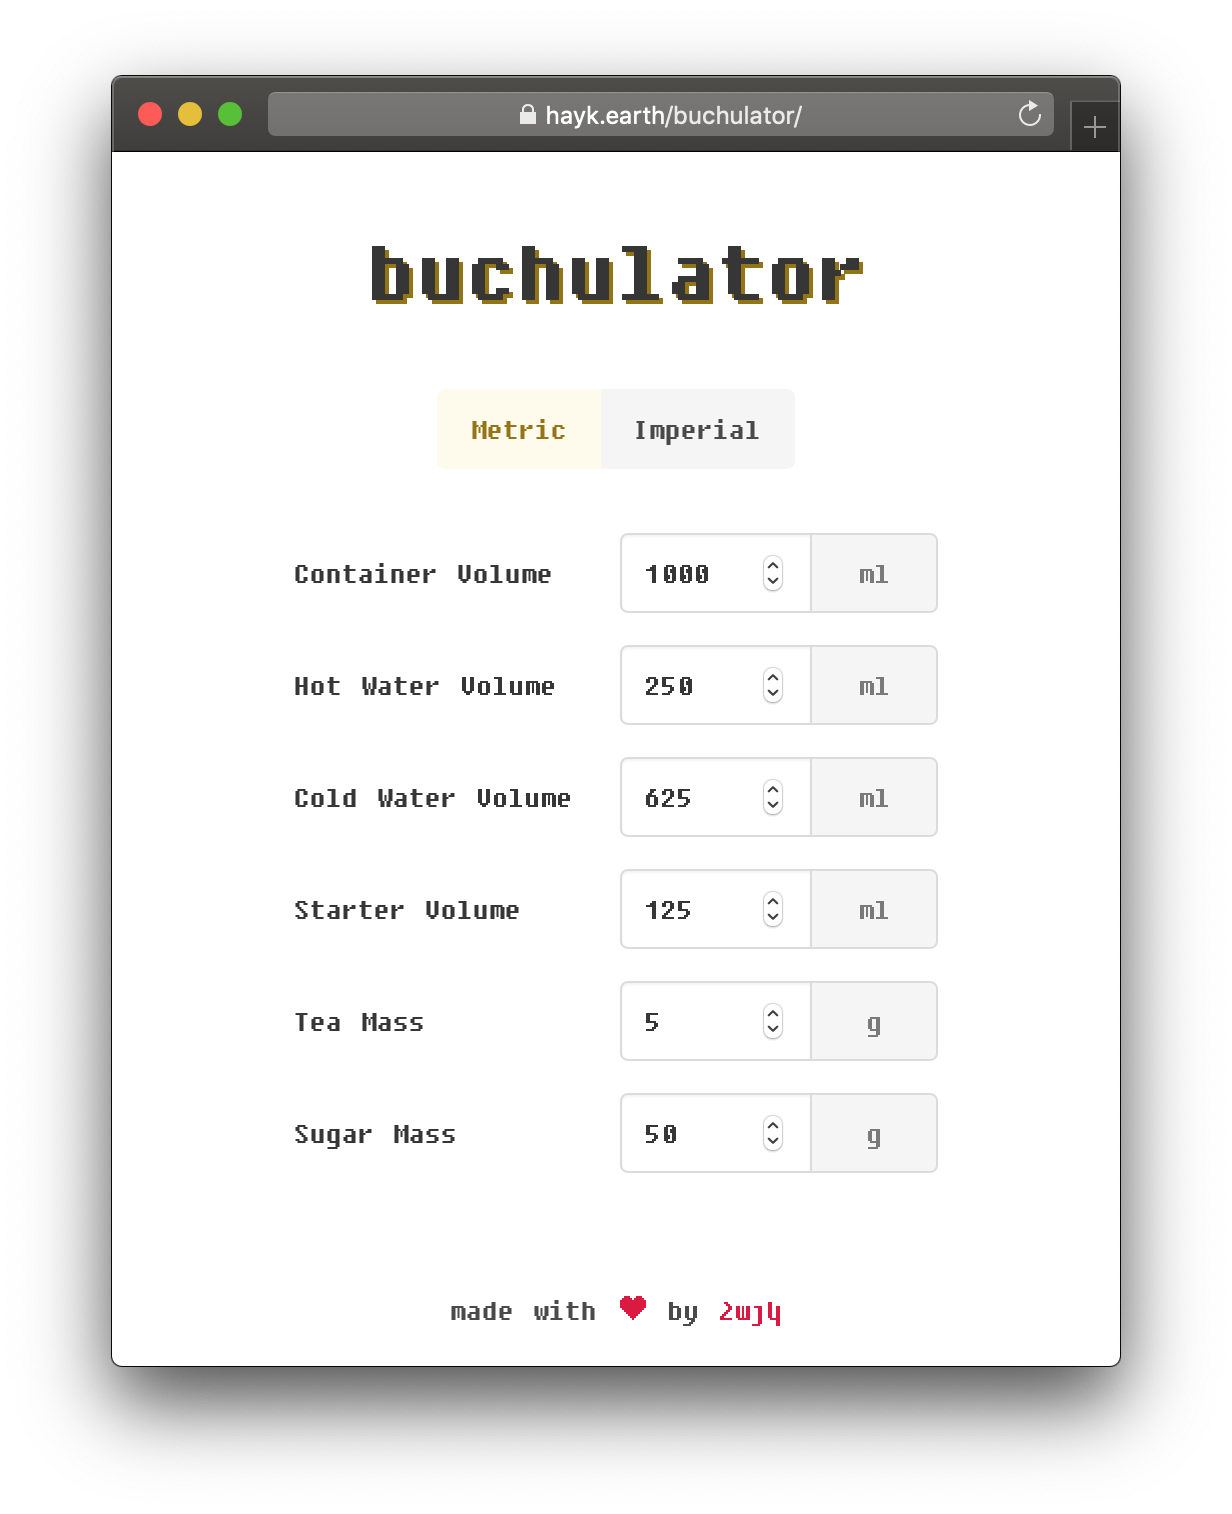 hayk.earth/buchulator/
buchulator
Metric Imperial
Container Volume 1000 ml
Hot Water Volume 250 ml
Cold Water Volume 625 ml
Starter Volume 125 ml
Tea Mass 5 g
Sugar Mass 50 g
made with ♥ by Հայկ